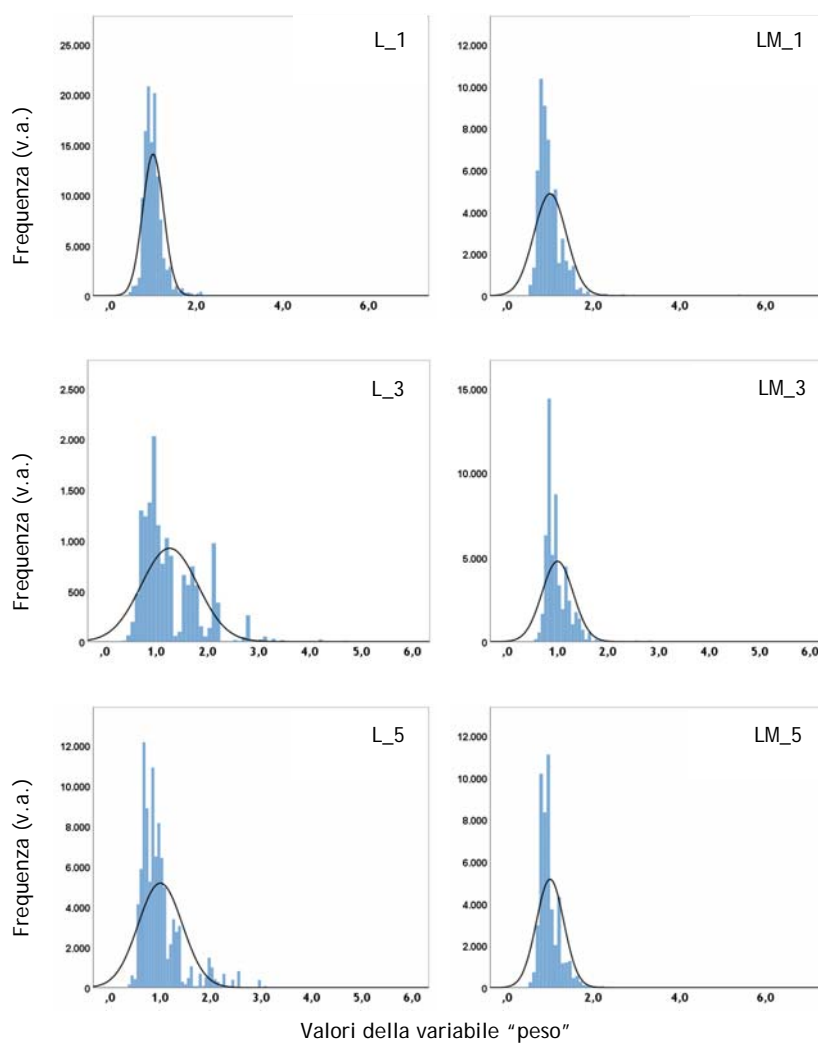 L_1
25.000
20.000
15.000
10.000
5.000
0
,0 2,0 4,0 6,0
Frequenza (v.a.)
LM_1
12.000
10.000
8.000
6.000
4.000
2.000
0
,0 2,0 4,0 6,0
L_3
2.500
2.000
1.500
1.000
500
0
,0 1,0 2,0 3,0 4,0 5,0 6,0
Frequenza (v.a.)
LM_3
15.000
10.000
5.000
0
,0 1,0 2,0 3,0 4,0 5,0 6,0
L_5
12.000
10.000
8.000
6.000
4.000
2.000
0
,0 1,0 2,0 3,0 4,0 5,0 6,0
Frequenza (v.a.)
LM_5
12.000
10.000
8.000
6.000
4.000
2.000
0
,0 2,0 4,0 6,0
Valori della variabile “peso”